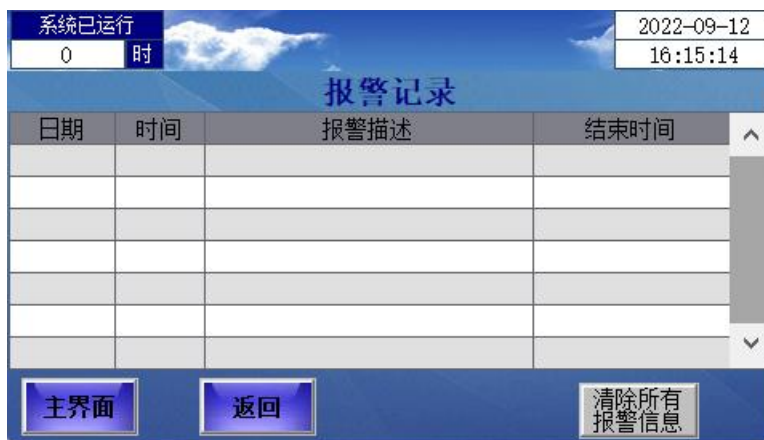 系统已运行
0 时
2022-09-12
16:15:14
报警记录
日期 时间 报警描述 结束时间
主界面
返回
清除所有
报警信息